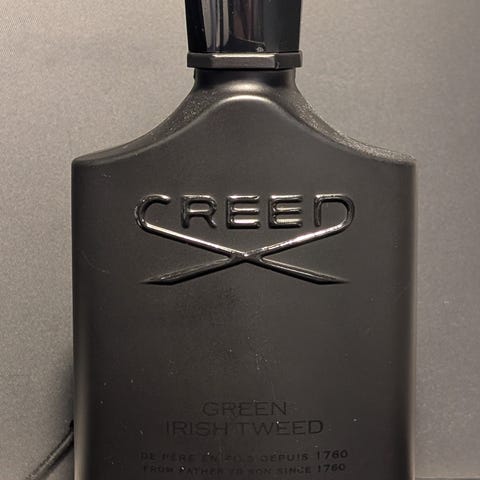 CREED
GREEN
IRISH TWEED
DE PÈRE EN FILS DEPUIS 1760
FROM FATHER TO SON SINCE 1760